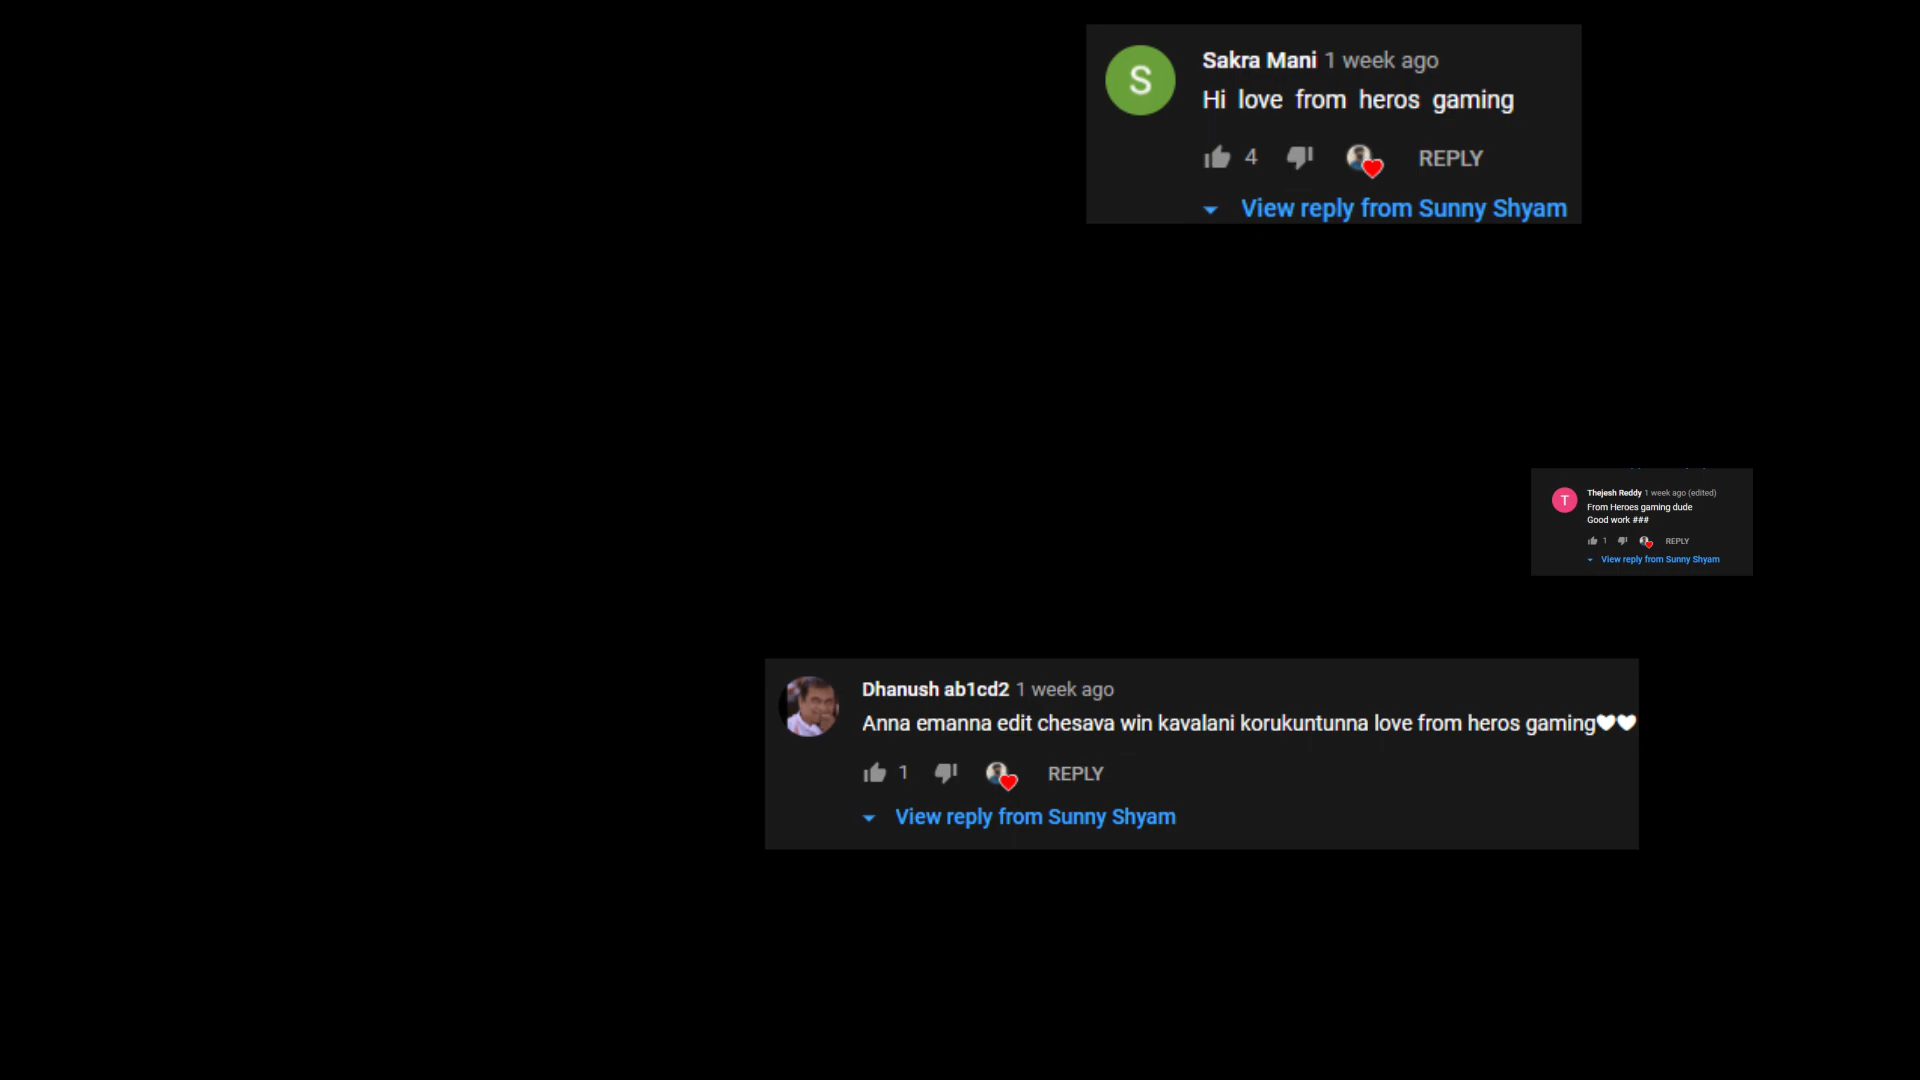 S
Sakra Mani 1 week ago
Hi love from heros gaming
4 REPLY
View reply from Sunny Shyam
T
Thejesh Reddy 1 week ago (edited)
From Heroes gaming dude
Good work ###
1 REPLY
View reply from Sunny Shyam
Dhanush ab1cd2 1 week ago
Anna emanna edit chesava win kavalani korukuntunna love from heros gaming🤍🤍
1 REPLY
View reply from Sunny Shyam